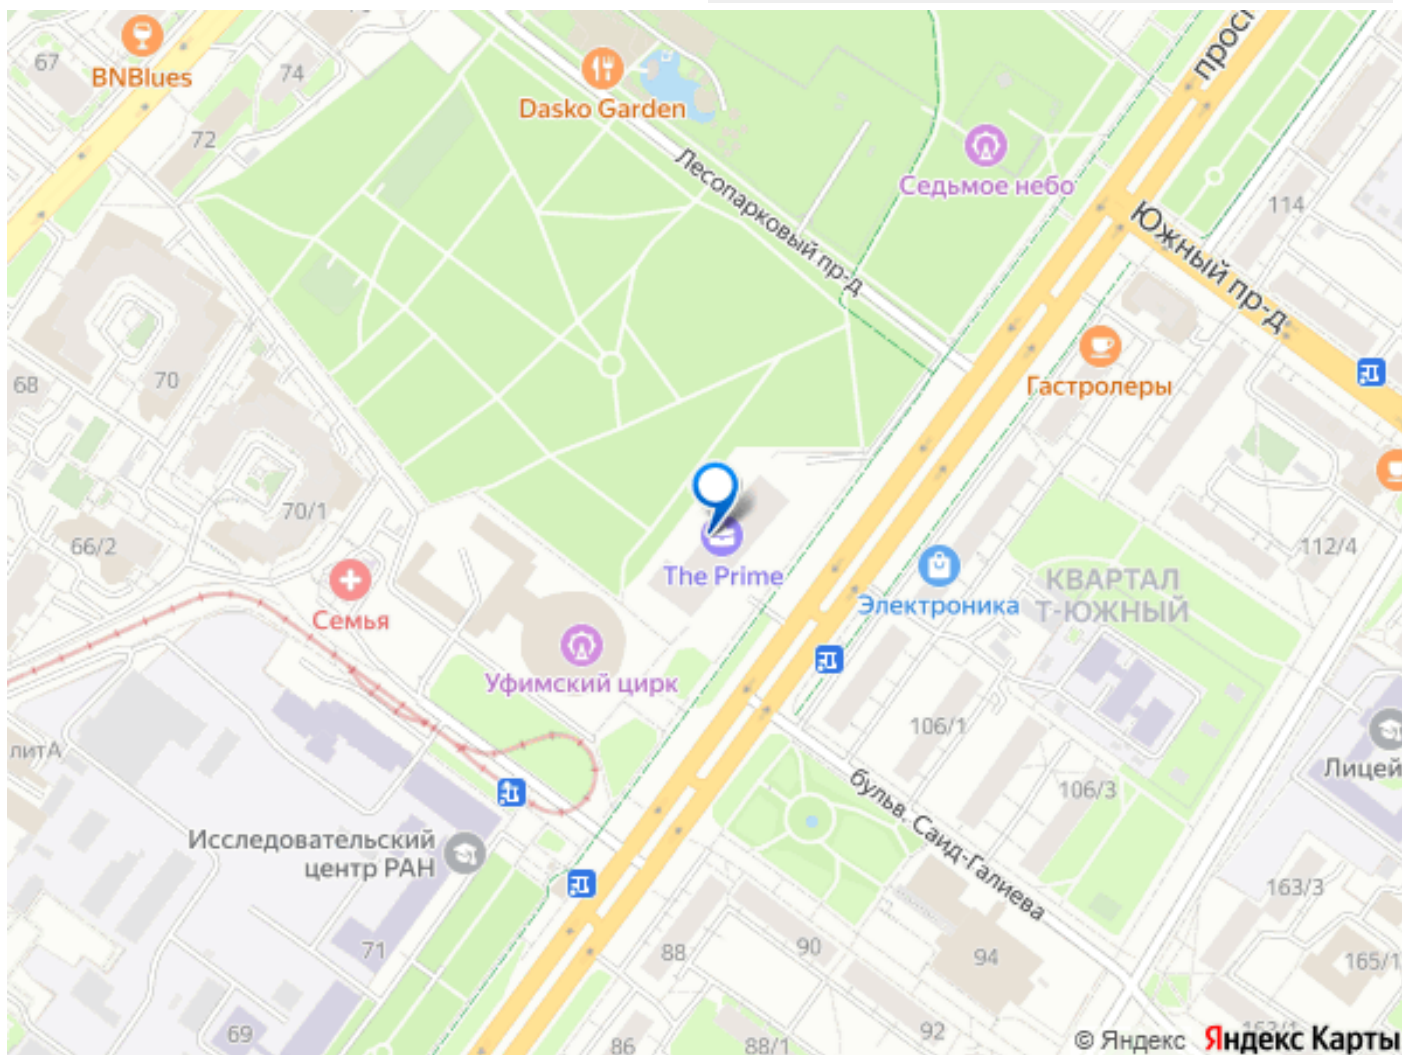 67
BNBlues
74
72
Dasko Garden
Лесопарковый пр-д
Седьмое небо
просп
114
Южный пр-д
68
70
Гастролеры
70/1
66/2
Семья
The Prime
Электроника
КВАРТАЛ
Т-ЮЖНЫЙ
112/4
Уфимский цирк
литА
106/1
106/3
Лицей
бульв. Саид-Галиева
Исследовательский
центр РАН
163/3
71
88
90
94
165/1
69
86
88/1
92
© Яндекс
Яндекс Карты